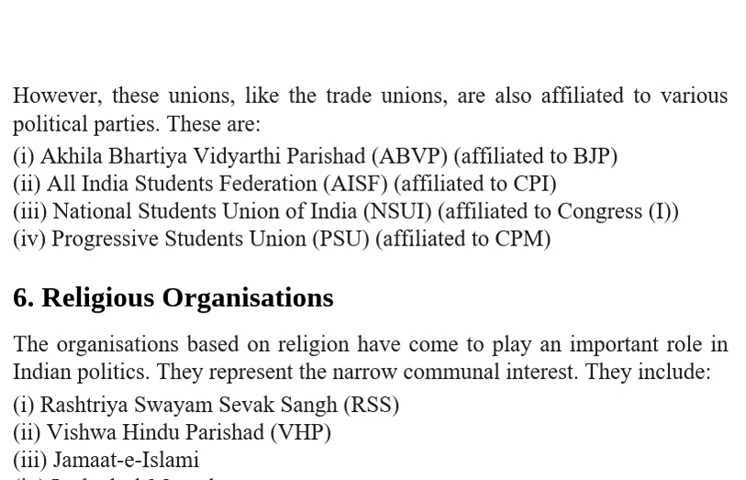 However, these unions, like the trade unions, are also affiliated to various
political parties. These are:
(i) Akhila Bhartiya Vidyarthi Parishad (ABVP) (affiliated to BJP)
(ii) All India Students Federation (AISF) (affiliated to CPI)
(iii) National Students Union of India (NSUI) (affiliated to Congress (I))
(iv) Progressive Students Union (PSU) (affiliated to CPM)
6. Religious Organisations
The organisations based on religion have come to play an important role in
Indian politics. They represent the narrow communal interest. They include:
(i) Rashtriya Swayam Sevak Sangh (RSS)
(ii) Vishwa Hindu Parishad (VHP)
(iii) Jamaat-e-Islami